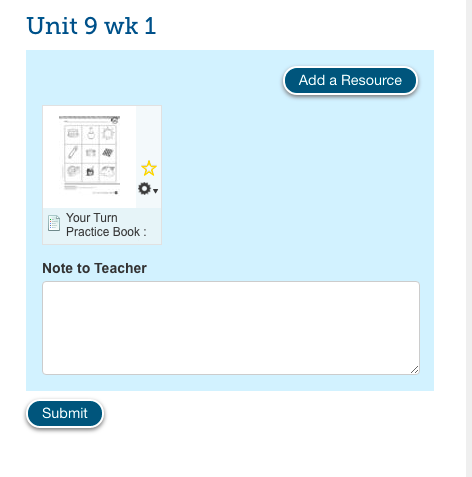 Unit 9 wk 1
Add a Resource
Your Turn
Practice Book :
Note to Teacher
Submit